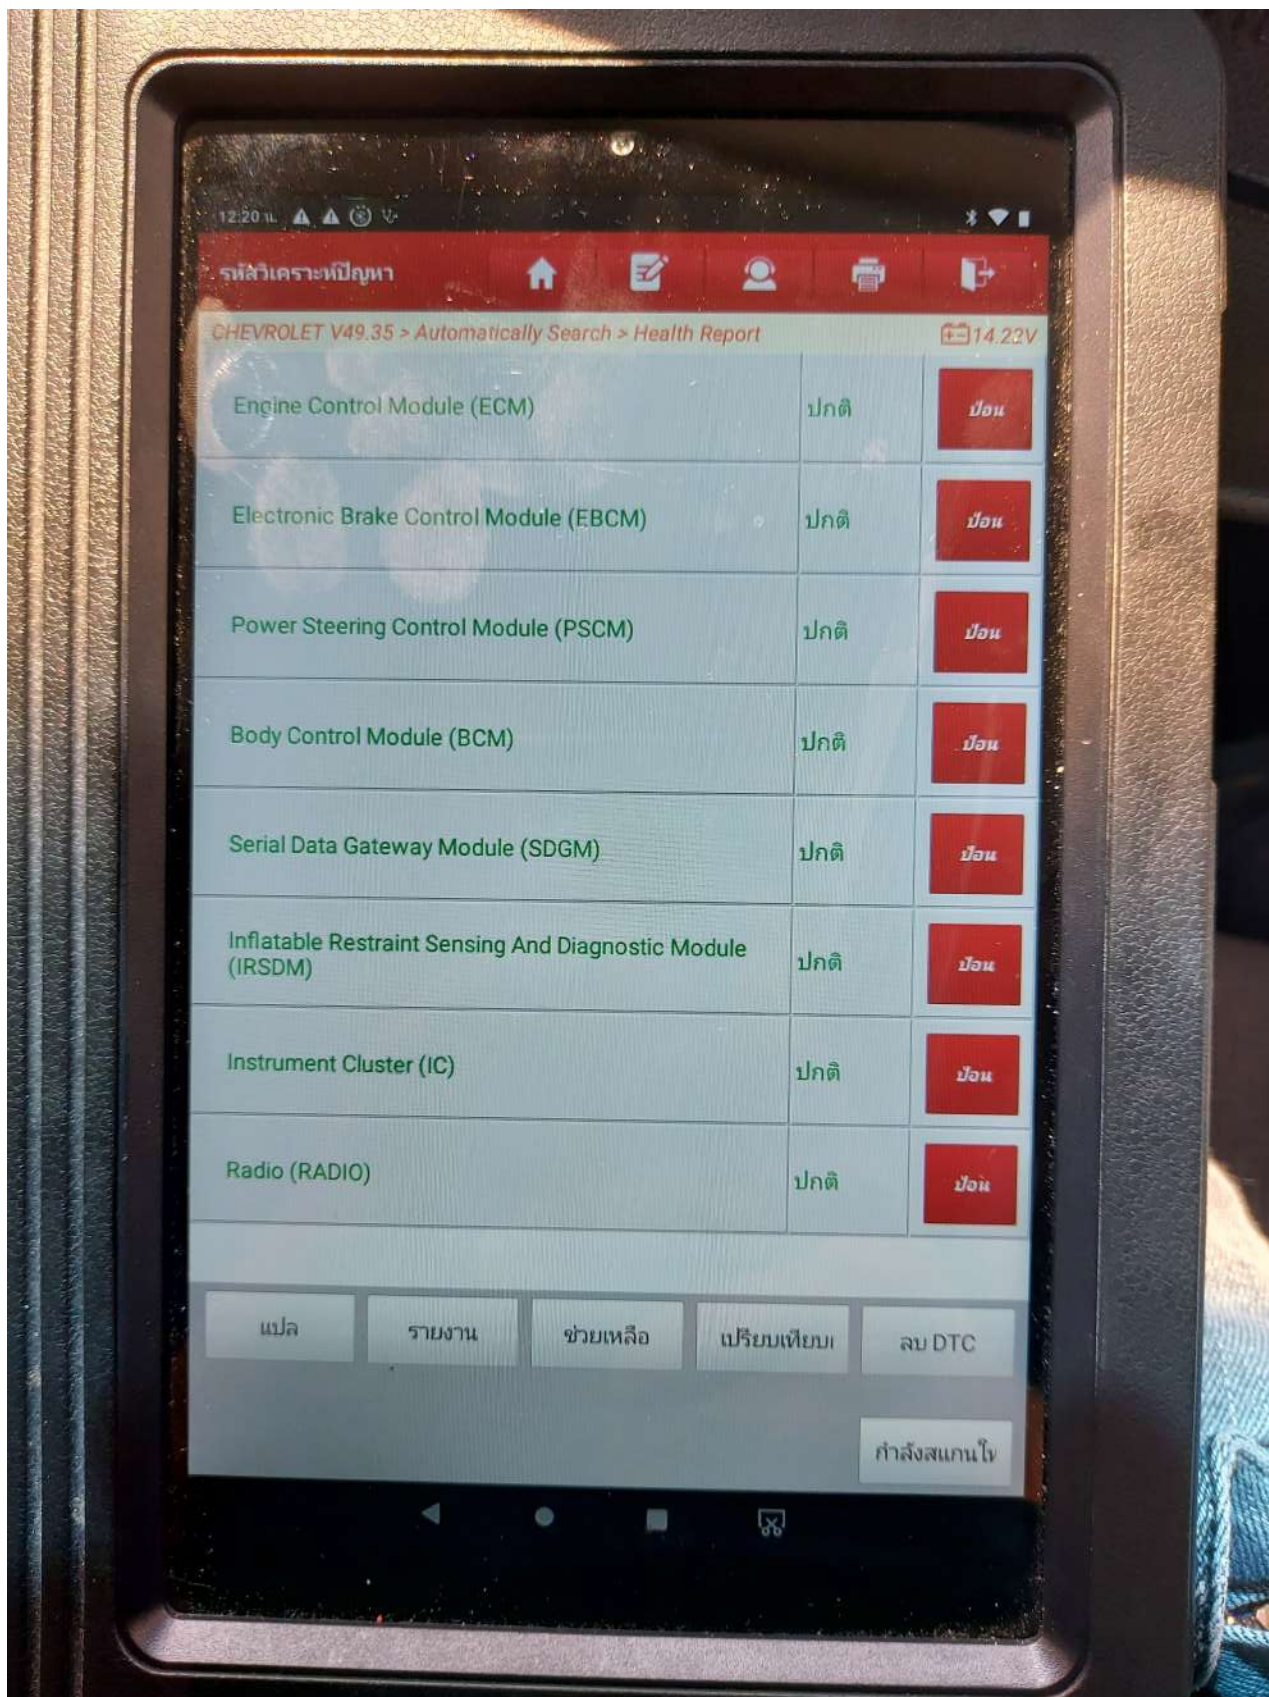 12:20 น.
รหัสวิเคราะห์ปัญหา
CHEVROLET V49.35 > Automatically Search > Health Report 14.22V
Engine Control Module (ECM) ปกติ ป้อน
Electronic Brake Control Module (EBCM) ปกติ ป้อน
Power Steering Control Module (PSCM) ปกติ ป้อน
Body Control Module (BCM) ปกติ ป้อน
Serial Data Gateway Module (SDGM) ปกติ ป้อน
Inflatable Restraint Sensing And Diagnostic Module
(IRSDM) ปกติ ป้อน
Instrument Cluster (IC) ปกติ ป้อน
Radio (RADIO) ปกติ ป้อน
แปล รายงาน ช่วยเหลือ เปรียบเทียบเ ลบ DTC
กำลังสแกนให